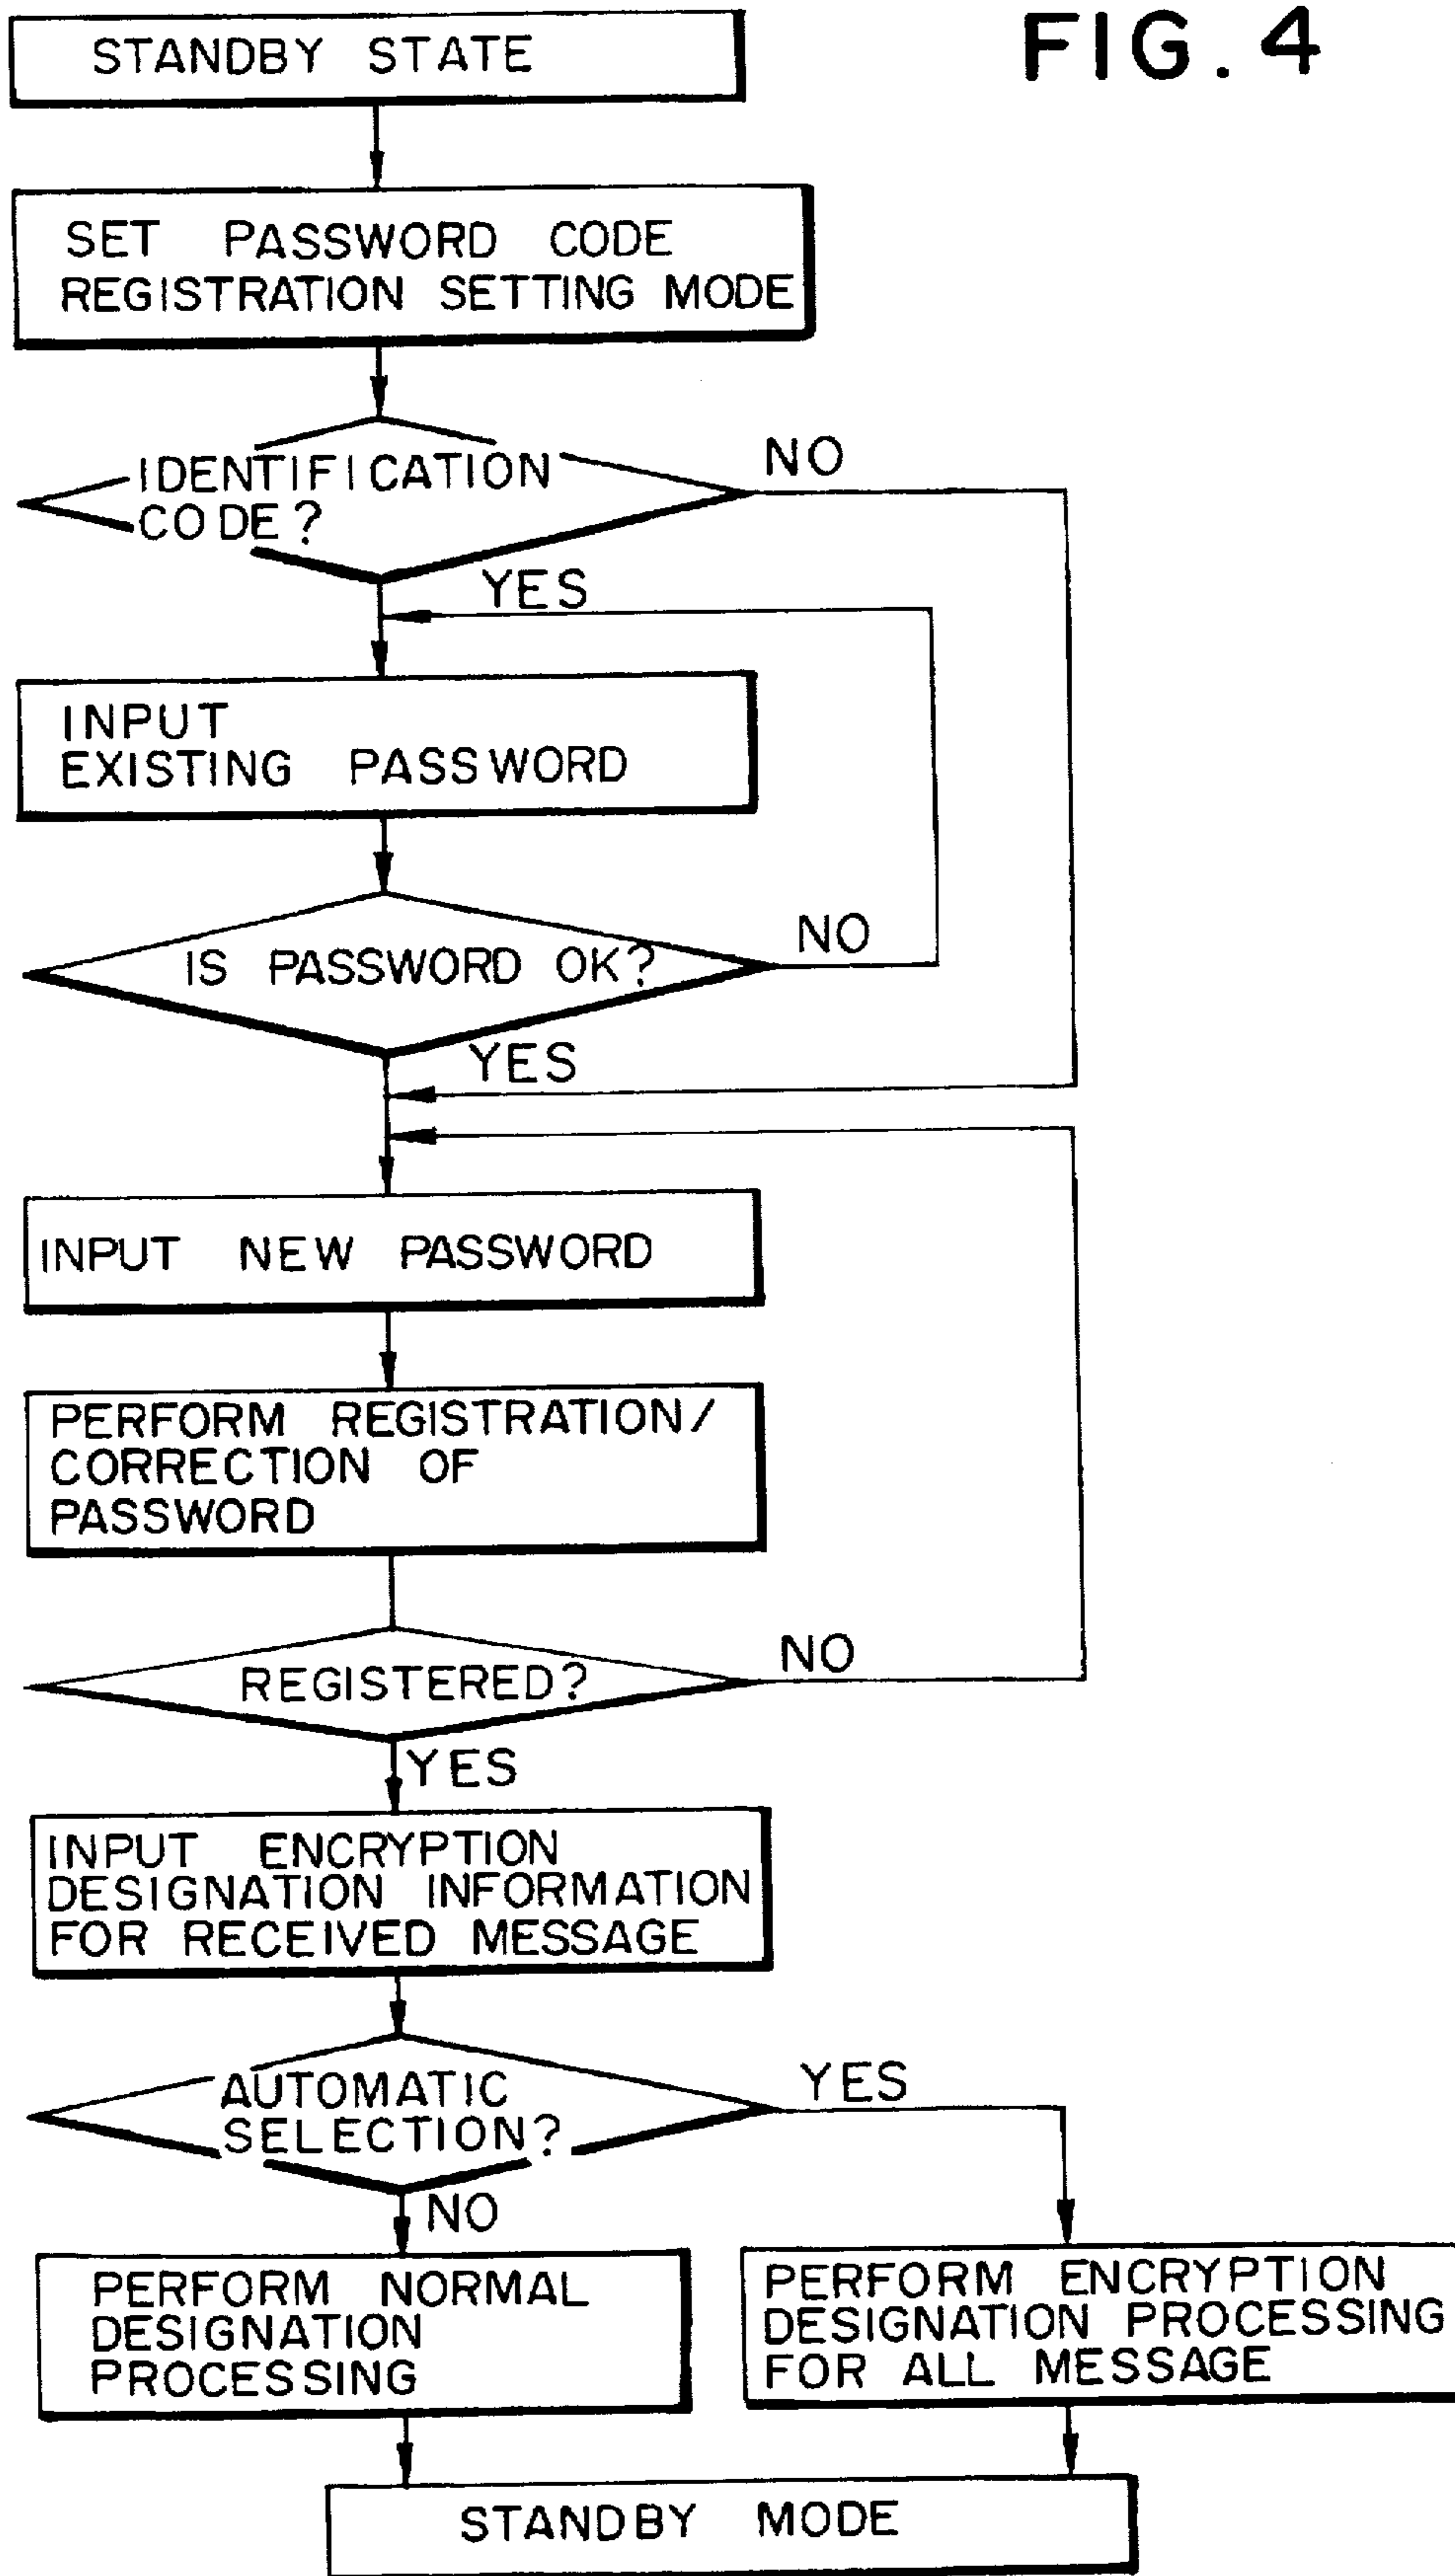 FIG. 4
STANDBY STATE
SET PASSWORD CODE
REGISTRATION SETTING MODE
IDENTIFICATION
CODE?
NO
YES
INPUT
EXISTING PASSWORD
IS PASSWORD OK?
NO
YES
INPUT NEW PASSWORD
PERFORM REGISTRATION/
CORRECTION OF
PASSWORD
REGISTERED?
NO
YES
INPUT ENCRYPTION
DESIGNATION INFORMATION
FOR RECEIVED MESSAGE
AUTOMATIC
SELECTION?
YES
NO
PERFORM NORMAL
DESIGNATION
PROCESSING
PERFORM ENCRYPTION
DESIGNATION PROCESSING
FOR ALL MESSAGE
STANDBY MODE